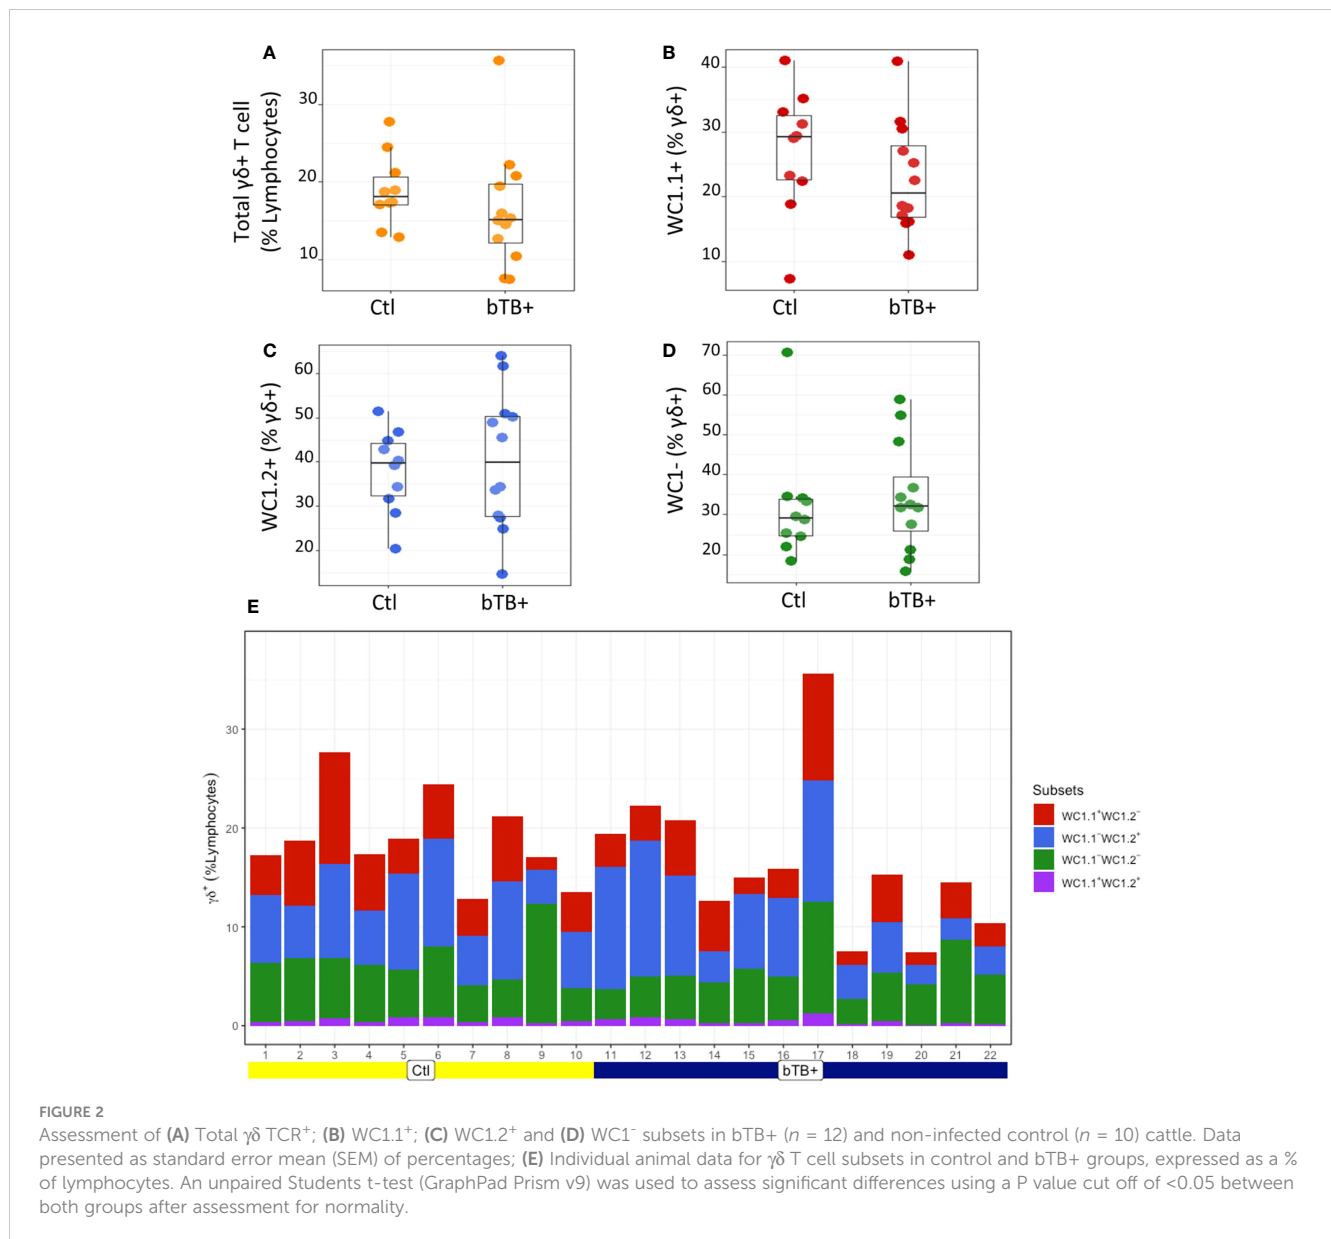 A
Total γδ+ T cell
(% Lymphocytes)
30
20
10
Ctl
bTB+
B
WC1.1+ (% γδ+)
40
30
20
10
Ctl
bTB+
C
WC1.2+ (% γδ+)
60
50
40
30
20
Ctl
bTB+
D
WC1- (% γδ+)
70
60
50
40
30
20
Ctl
bTB+
E
γδ⁺ (%Lymphocytes)
30
20
10
0
1 2 3 4 5 6 7 8 9 10 11 12 13 14 15 16 17 18 19 20 21 22
Ctl
bTB+
Subsets
WC1.1⁺WC1.2⁻
WC1.1⁻WC1.2⁺
WC1.1⁻WC1.2⁻
WC1.1⁺WC1.2⁺
FIGURE 2
Assessment of (A) Total γδ TCR⁺; (B) WC1.1⁺; (C) WC1.2⁺ and (D) WC1⁻ subsets in bTB+ (n = 12) and non-infected control (n = 10) cattle. Data
presented as standard error mean (SEM) of percentages; (E) Individual animal data for γδ T cell subsets in control and bTB+ groups, expressed as a %
of lymphocytes. An unpaired Students t-test (GraphPad Prism v9) was used to assess significant differences using a P value cut off of <0.05 between
both groups after assessment for normality.